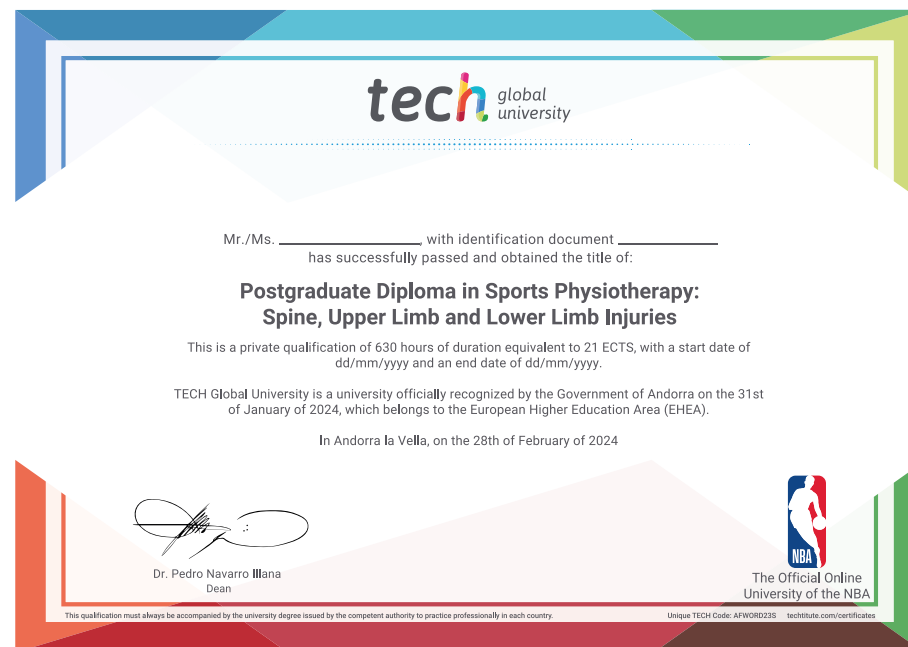 tech global university
Mr./Ms. ____________, with identification document ____________
has successfully passed and obtained the title of:
Postgraduate Diploma in Sports Physiotherapy:
Spine, Upper Limb and Lower Limb Injuries
This is a private qualification of 630 hours of duration equivalent to 21 ECTS, with a start date of
dd/mm/yyyy and an end date of dd/mm/yyyy.
TECH Global University is a university officially recognized by the Government of Andorra on the 31st
of January of 2024, which belongs to the European Higher Education Area (EHEA).
In Andorra la Vella, on the 28th of February of 2024
Dr. Pedro Navarro Illana
Dean
NBA
The Official Online
University of the NBA
This qualification must always be accompanied by the university degree issued by the competent authority to practice professionally in each country.
Unique TECH Code: AFWORD23S techtitute.com/certificates